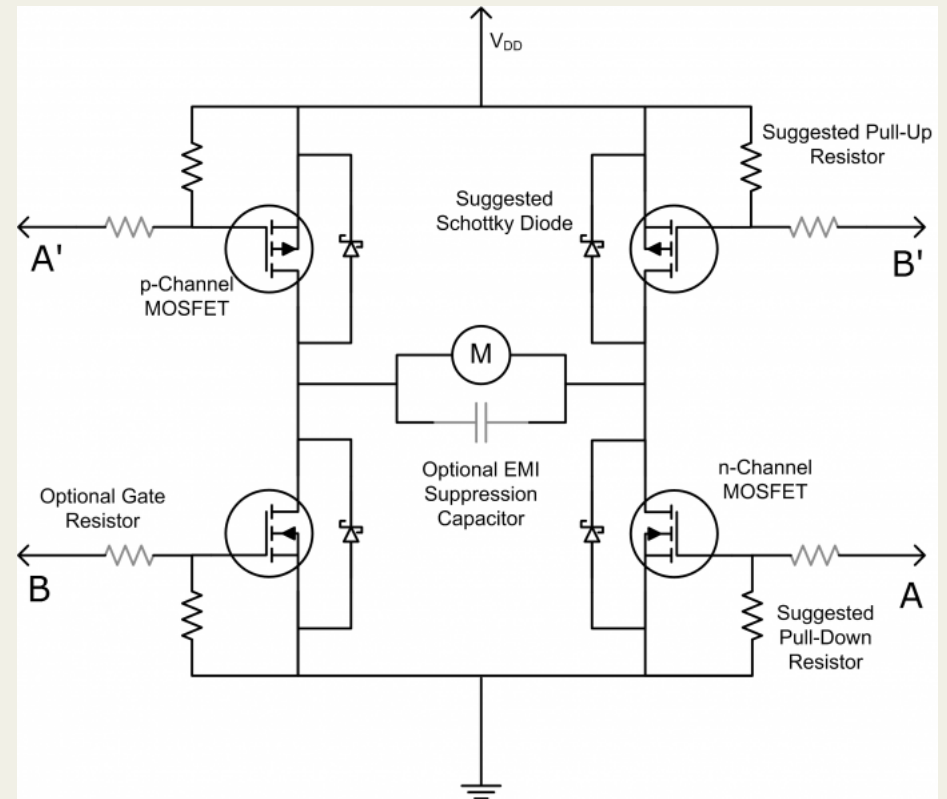 VDD
Suggested Pull-Up
Resistor
Suggested
Schottky Diode
A'
B'
p-Channel
MOSFET
M
Optional EMI
Suppression
Capacitor
n-Channel
MOSFET
Optional Gate
Resistor
B
A
Suggested
Pull-Down
Resistor